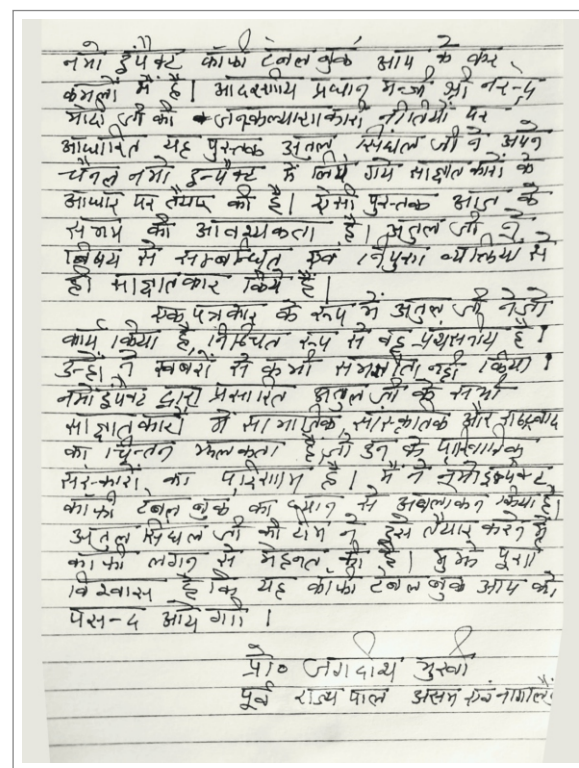 नमो इंपैक्ट कॉफी टेबल बुक आप के कर
कमलों में है। आदरणीय प्रधान मन्त्री श्री नरेन्द्र
मोदी जी की जनकल्याणकारी नीतियों पर
आधारित यह पुस्तक अतुल सिंघल जी ने अपने
चैनल नमो इम्पैक्ट में लिये गये साक्षात्कारों के
आधार पर तैयार की है। ऐसी पुस्तक आज के
समय की आवश्यकता है। अतुल जी ने
विषय से सम्बन्धित एवं निपुण व्यक्तियों से
ही साक्षात्कार किये हैं।
एक पत्रकार के रूप में अतुल जी ने जो
कार्य किया है, निश्चित रूप से वह प्रशंसनीय है।
उन्हों ने खबरों से कभी समझौता नही किया।
नमो इंपैक्ट द्वारा प्रसारित अतुल जी के सभी
साक्षात्कारों में सामाजिक, सांस्कृतिक और राष्ट्रवाद
का चिन्तन झलकता है, जो उन के पारिवारिक
संस्कारों का परिणाम है। मैं ने नमो इम्पैक्ट
कॉफी टेबल बुक का ध्यान से अवलोकन किया है।
अतुल सिंघल जी की टीम ने इसे तैयार करने में
काफी लगन से मेहनत की है। मुझे पूरा
विश्वास है कि यह कॉफी टेबल बुक आप को
पसन्द आये गी।
प्रो० जगदीश मुखी
पूर्व राज्यपाल असम एवं नागालैंड